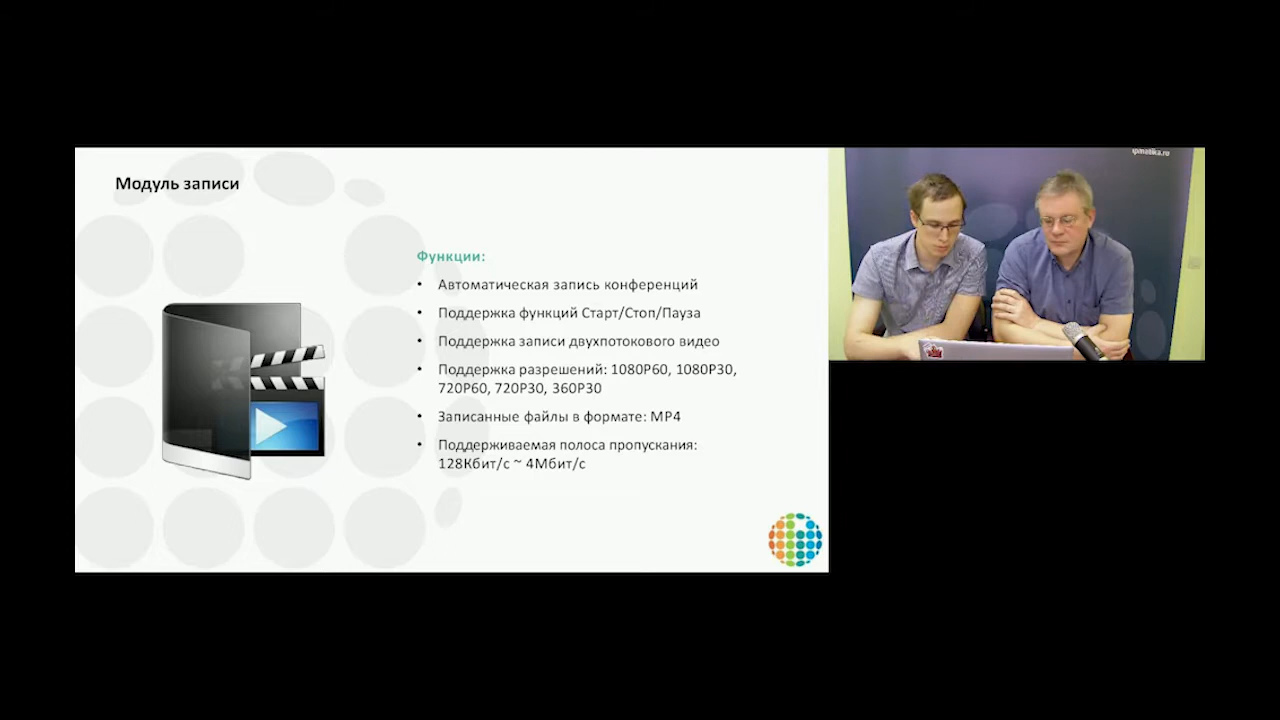 Модуль записи
Функции:
• Автоматическая запись конференций
• Поддержка функций Старт/Стоп/Пауза
• Поддержка записи двухпотокового видео
• Поддержка разрешений: 1080P60, 1080P30,
720P60, 720P30, 360P30
• Записанные файлы в формате: MP4
• Поддерживаемая полоса пропускания:
128Кбит/с ~ 4Мбит/с